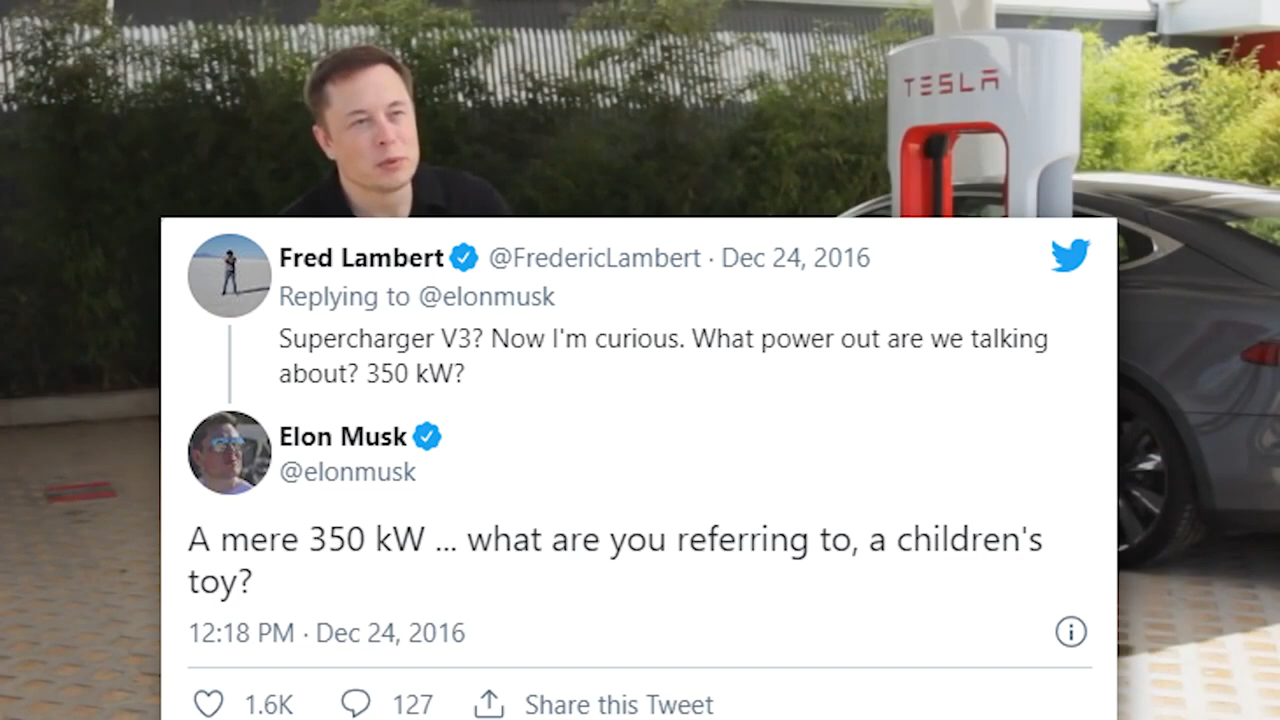 TESLA
Fred Lambert @FredericLambert · Dec 24, 2016
Replying to @elonmusk
Supercharger V3? Now I'm curious. What power out are we talking
about? 350 kW?
Elon Musk
@elonmusk
A mere 350 kW ... what are you referring to, a children's
toy?
12:18 PM · Dec 24, 2016
1.6K 127 Share this Tweet